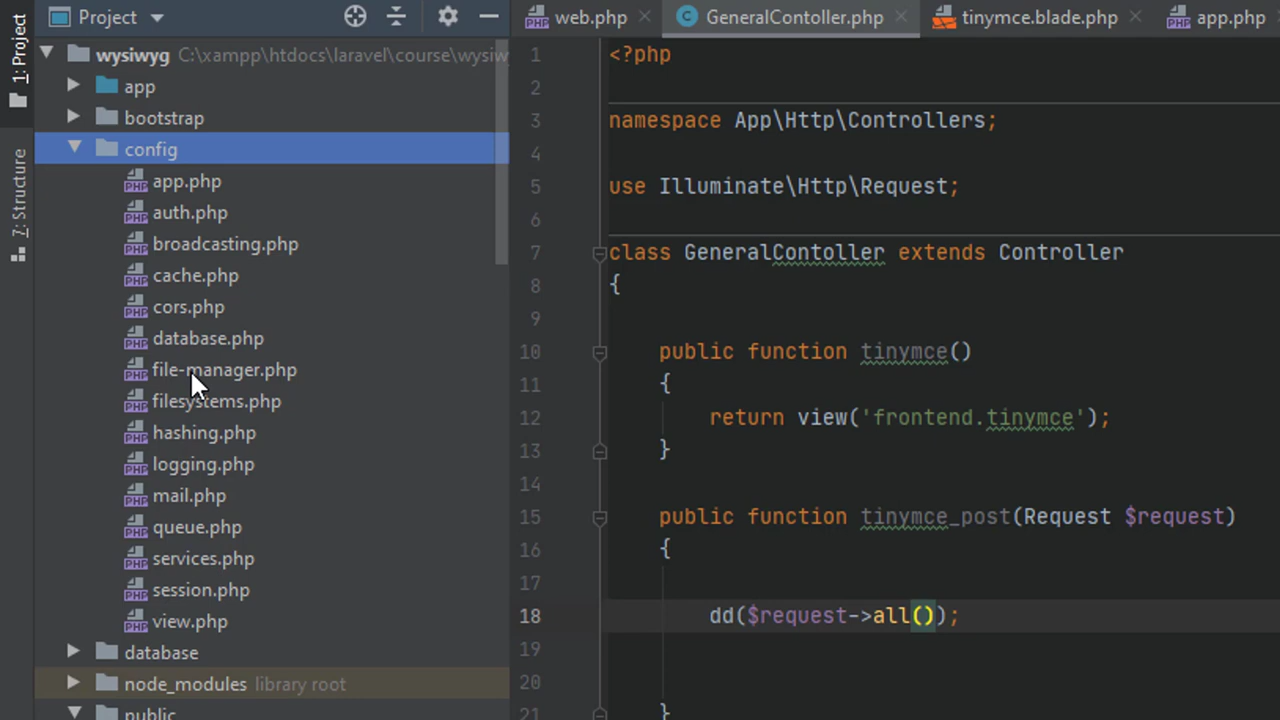 Project
web.php
GeneralContoller.php
tinymce.blade.php
app.php
1: Project
7: Structure
wysiwyg C:\xampp\htdocs\laravel\course\wysiw
app
bootstrap
config
app.php
auth.php
broadcasting.php
cache.php
cors.php
database.php
file-manager.php
filesystems.php
hashing.php
logging.php
mail.php
queue.php
services.php
session.php
view.php
database
node_modules library root
public
1 <?php
2
3 namespace App\Http\Controllers;
4
5 use Illuminate\Http\Request;
6
7 class GeneralContoller extends Controller
8 {
9
10 public function tinymce()
11 {
12 return view('frontend.tinymce');
13 }
14
15 public function tinymce_post(Request $request)
16 {
17
18 dd($request->all());
19
20
21 }